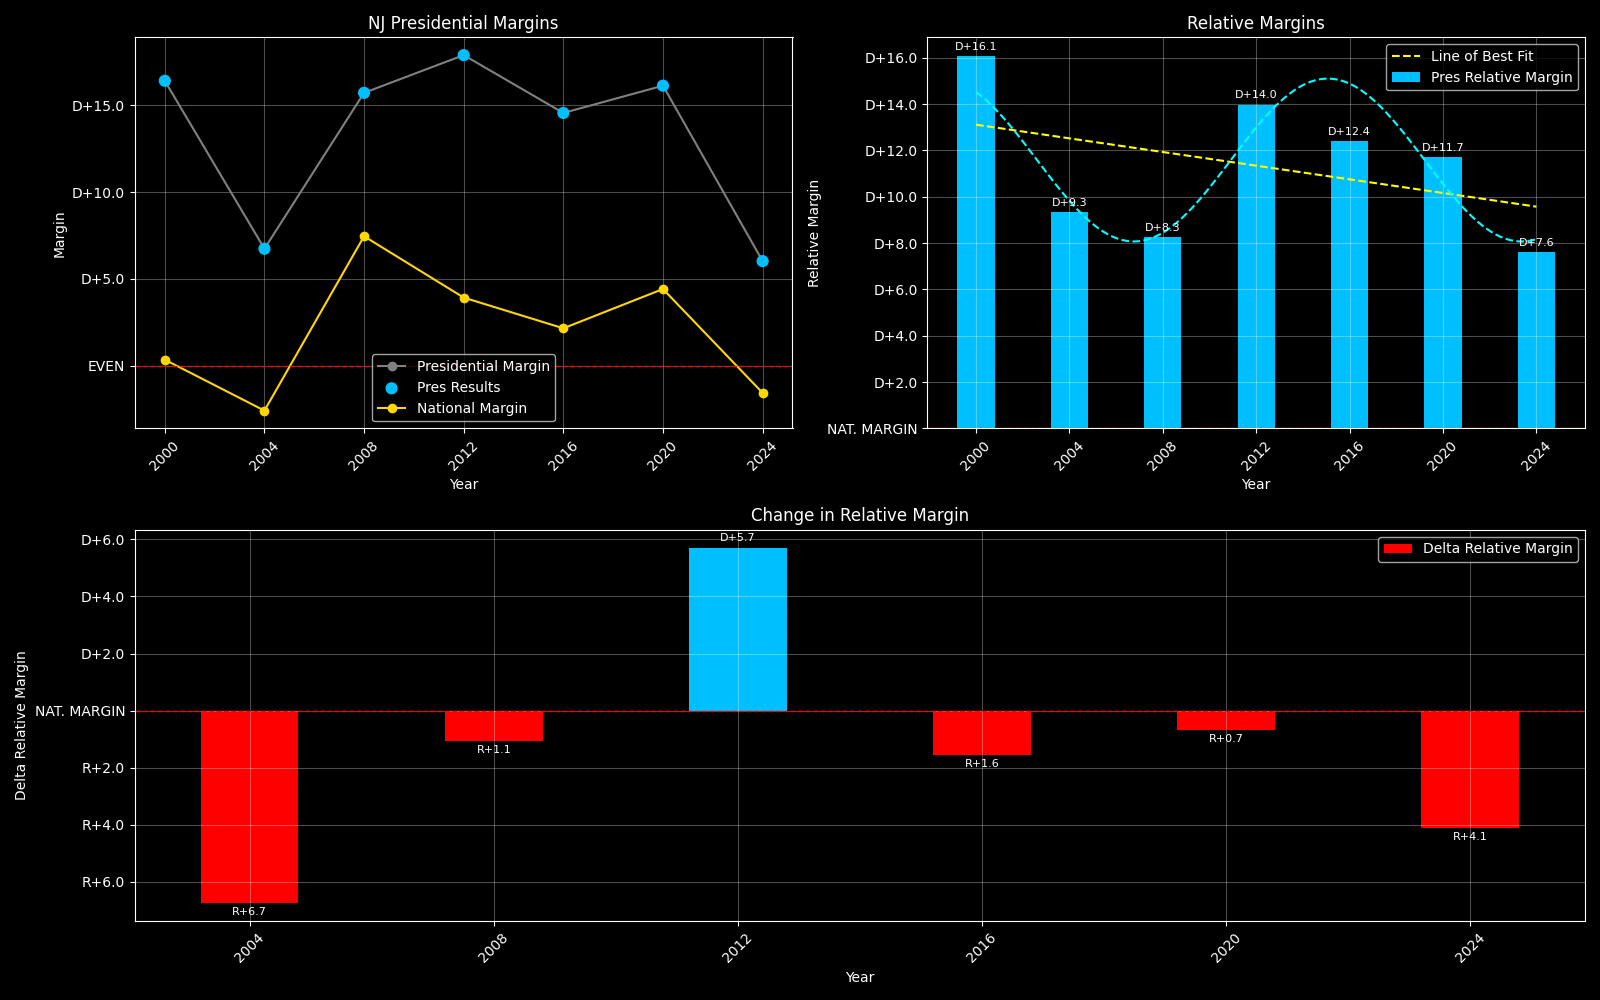 NJ Presidential Margins
Margin
D+15.0
D+10.0
D+5.0
EVEN
Presidential Margin
Pres Results
National Margin
2000
2004
2008
2012
2016
2020
2024
Year
Relative Margins
Relative Margin
D+16.0
D+14.0
D+12.0
D+10.0
D+8.0
D+6.0
D+4.0
D+2.0
NAT. MARGIN
Line of Best Fit
Pres Relative Margin
D+16.1
D+9.3
D+8.3
D+14.0
D+12.4
D+11.7
D+7.6
2000
2004
2008
2012
2016
2020
2024
Year
Change in Relative Margin
Delta Relative Margin
D+6.0
D+4.0
D+2.0
NAT. MARGIN
R+2.0
R+4.0
R+6.0
Delta Relative Margin
R+6.7
R+1.1
D+5.7
R+1.6
R+0.7
R+4.1
2004
2008
2012
2016
2020
2024
Year